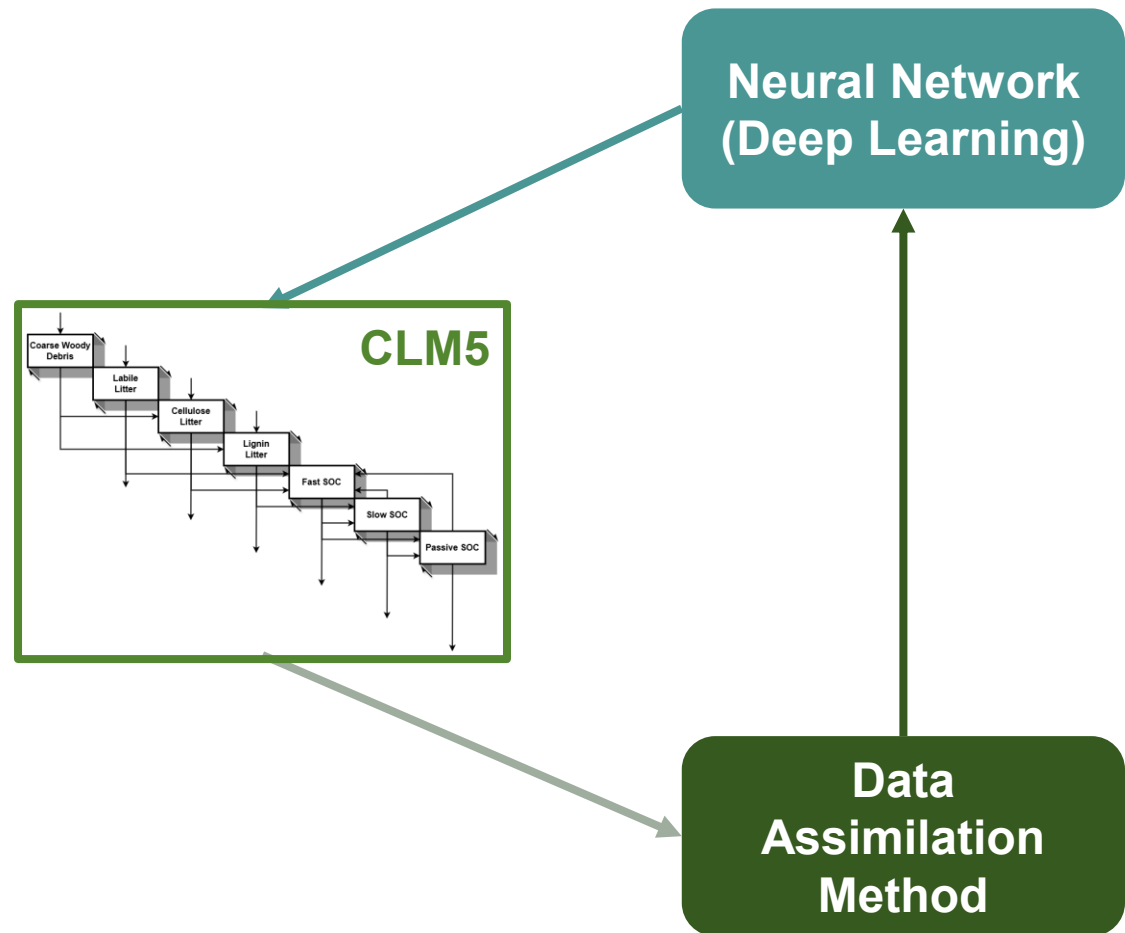 Neural Network
(Deep Learning)
CLM5
Coarse Woody
Debris
Labile
Litter
Cellulose
Litter
Lignin
Litter
Fast SOC
Slow SOC
Passive SOC
Data
Assimilation
Method